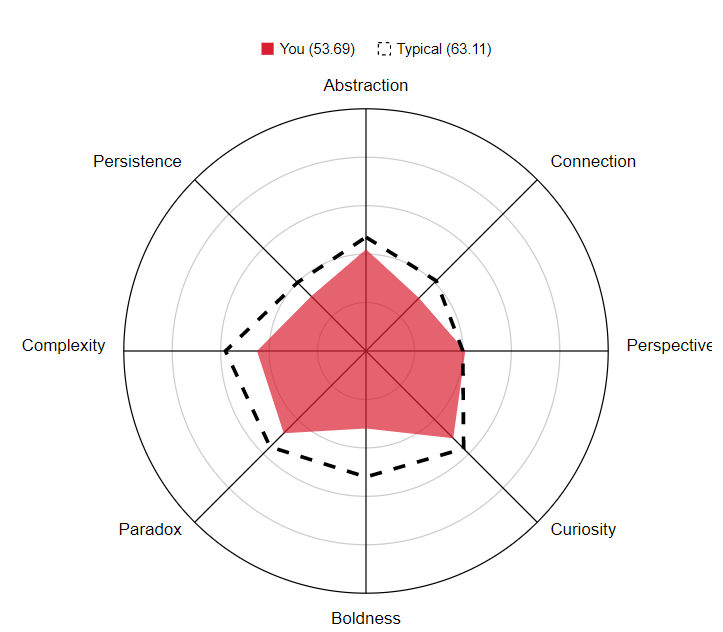 You (53.69) Typical (63.11)
Abstraction
Persistence Connection
Complexity Perspective
Paradox Curiosity
Boldness